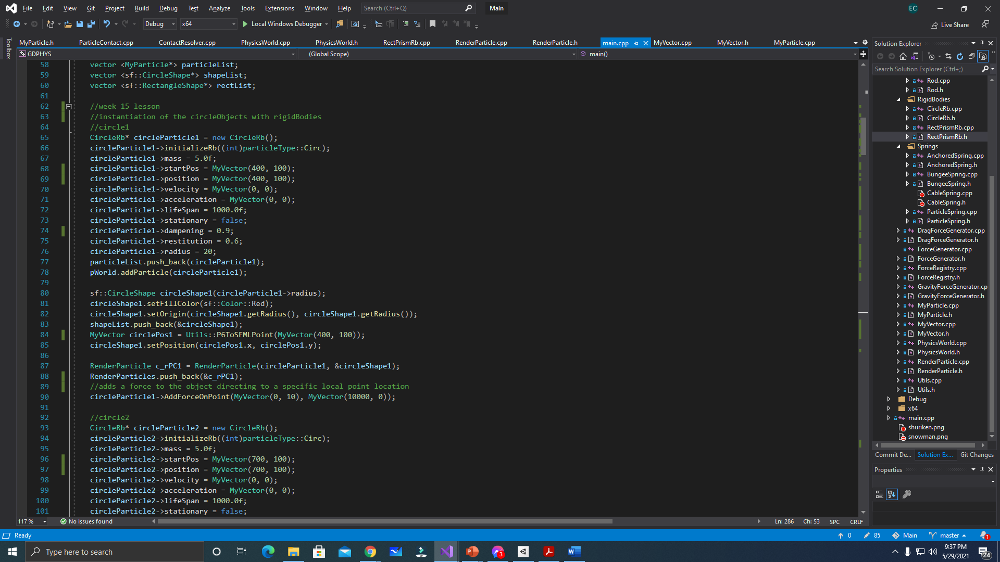 File Edit View Git Project Build Debug Test Analyze Tools Extensions Window Help Search (Ctrl+Q) Main EC
Debug x64 Local Windows Debugger Live Share
Toolbox
MyParticle.h ParticleContact.cpp ContactResolver.cpp PhysicsWorld.cpp PhysicsWorld.h RectPrismRb.cpp RenderParticle.cpp RenderParticle.h main.cpp MyVector.cpp MyVector.h MyParticle.cpp
GDPHYS (Global Scope) main()
58 vector <MyParticle*> particleList;
59 vector <sf::CircleShape*> shapeList;
60 vector <sf::RectangleShape*> rectList;
61
62 //week 15 lesson
63 //instantiation of the circleObjects with rigidBodies
64 //circle1
65 CircleRb* circleParticle1 = new CircleRb();
66 circleParticle1->initializeRb((int)particleType::Circ);
67 circleParticle1->mass = 5.0f;
68 circleParticle1->startPos = MyVector(400, 100);
69 circleParticle1->position = MyVector(400, 100);
70 circleParticle1->velocity = MyVector(0, 0);
71 circleParticle1->acceleration = MyVector(0, 0);
72 circleParticle1->lifeSpan = 1000.0f;
73 circleParticle1->stationary = false;
74 circleParticle1->dampening = 0.9;
75 circleParticle1->restitution = 0.6;
76 circleParticle1->radius = 20;
77 particleList.push_back(circleParticle1);
78 pWorld.addParticle(circleParticle1);
79
80 sf::CircleShape circleShape1(circleParticle1->radius);
81 circleShape1.setFillColor(sf::Color::Red);
82 circleShape1.setOrigin(circleShape1.getRadius(), circleShape1.getRadius());
83 shapeList.push_back(&circleShape1);
84 MyVector circlePos1 = Utils::P6ToSFMLPoint(MyVector(400, 100));
85 circleShape1.setPosition(circlePos1.x, circlePos1.y);
86
87 RenderParticle c_rPC1 = RenderParticle(circleParticle1, &circleShape1);
88 RenderParticles.push_back(&c_rPC1);
89 //adds a force to the object directing to a specific local point location
90 circleParticle1->AddForceOnPoint(MyVector(0, 10), MyVector(10000, 0));
91
92 //circle2
93 CircleRb* circleParticle2 = new CircleRb();
94 circleParticle2->initializeRb((int)particleType::Circ);
95 circleParticle2->mass = 5.0f;
96 circleParticle2->startPos = MyVector(700, 100);
97 circleParticle2->position = MyVector(700, 100);
98 circleParticle2->velocity = MyVector(0, 0);
99 circleParticle2->acceleration = MyVector(0, 0);
100 circleParticle2->lifeSpan = 1000.0f;
101 circleParticle2->stationary = false;
117 % No issues found Ln: 286 Ch: 53 SPC CRLF
Solution Explorer
Search Solution Explorer (Ctrl+;)
Rod.cpp
Rod.h
RigidBodies
CircleRb.cpp
CircleRb.h
RectPrismRb.cpp
RectPrismRb.h
Springs
AnchoredSpring.cpp
AnchoredSpring.h
BungeeSpring.cpp
BungeeSpring.h
CableSpring.cpp
CableSpring.h
ParticleSpring.cpp
ParticleSpring.h
DragForceGenerator.cpp
DragForceGenerator.h
ForceGenerator.cpp
ForceGenerator.h
ForceRegistry.cpp
ForceRegistry.h
GravityForceGenerator.cp
GravityForceGenerator.h
MyParticle.cpp
MyParticle.h
MyVector.cpp
MyVector.h
PhysicsWorld.cpp
PhysicsWorld.h
RenderParticle.cpp
RenderParticle.h
Utils.cpp
Utils.h
Debug
x64
main.cpp
shuriken.png
snowman.png
Commit De... Solution Ex... Git Changes
Properties
Ready 0 85 Main master 1
Type here to search 3 9:37 PM
5/29/2021 24